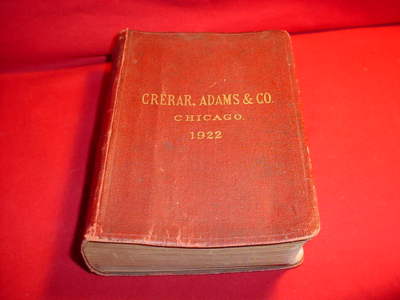 CRERAR, ADAMS & CO.
CHICAGO.
1922